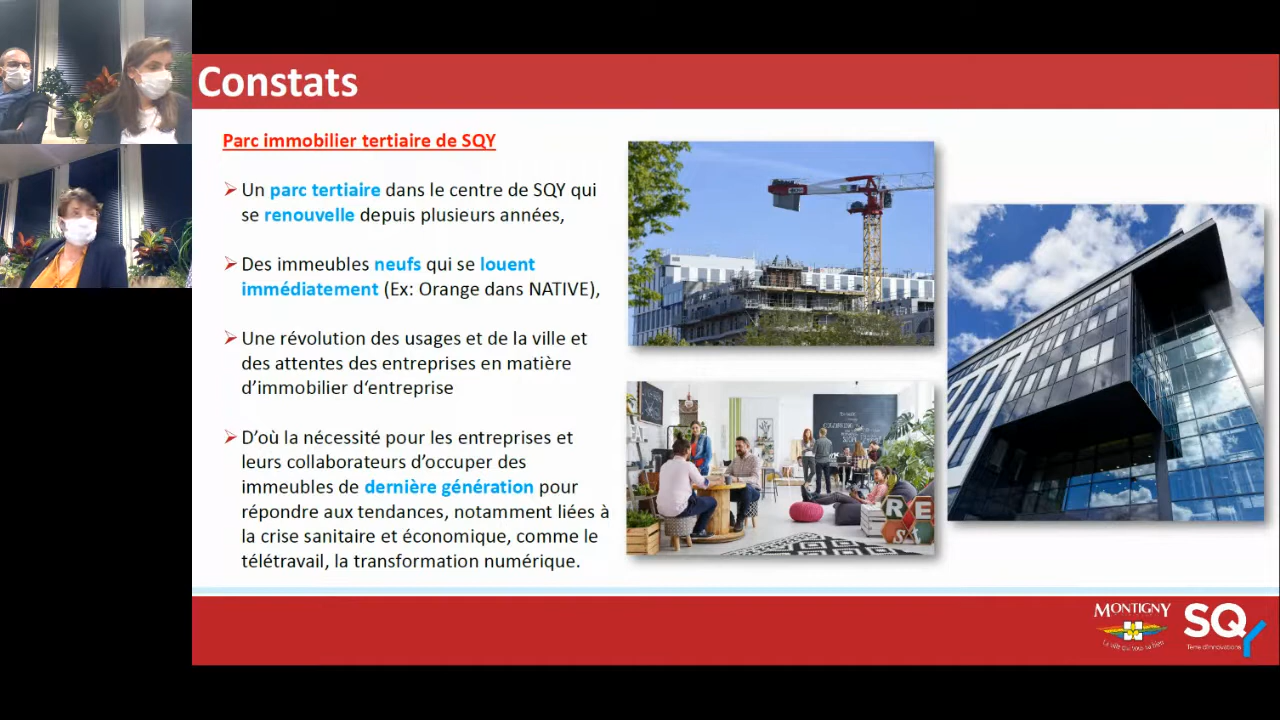 Constats
Parc immobilier tertiaire de SQY
Un parc tertiaire dans le centre de SQY qui
se renouvelle depuis plusieurs années,
Des immeubles neufs qui se louent
immédiatement (Ex: Orange dans NATIVE),
Une révolution des usages et de la ville et
des attentes des entreprises en matière
d’immobilier d‘entreprise
D’où la nécessité pour les entreprises et
leurs collaborateurs d’occuper des
immeubles de dernière génération pour
répondre aux tendances, notamment liées à
la crise sanitaire et économique, comme le
télétravail, la transformation numérique.
RE
MONTIGNY
SQY
Terre d'innovations